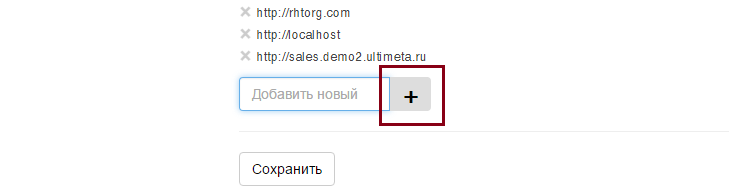 http://rhtorg.com
http://localhost
http://sales.demo2.ultimeta.ru
Добавить новый
+
Сохранить